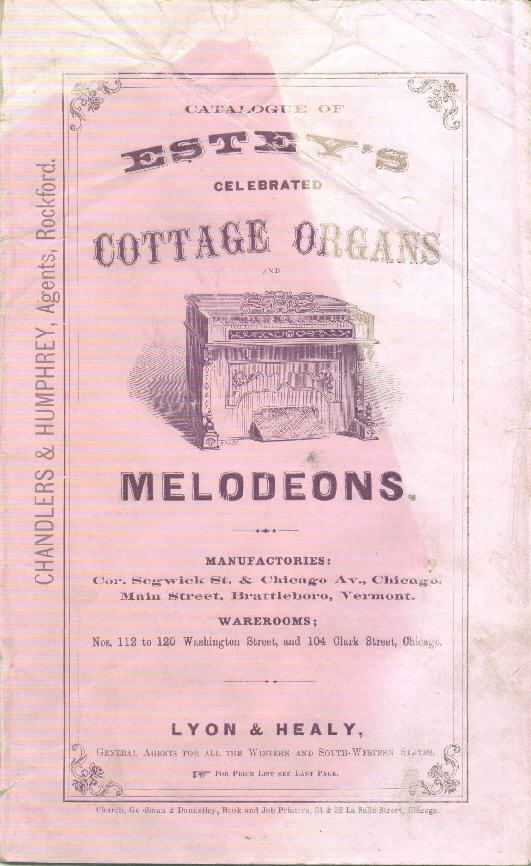 CATALOGUE OF
ESTEY'S
CELEBRATED
COTTAGE ORGANS
AND
MELODEONS.
MANUFACTORIES:
Cor. Segwick St. & Chicago Av., Chicago.
Main Street, Brattleboro, Vermont.
WAREROOMS;
Nos. 112 to 120 Washington Street, and 104 Clark Street, Chicago.
LYON & HEALY,
GENERAL AGENTS FOR ALL THE WESTERN AND SOUTH-WESTERN STATES.
☞ FOR PRICE LIST SEE LAST PAGE.
Church, Goodman & Donnelley, Book and Job Printers, 51 & 53 La Salle Street, Chicago.
CHANDLERS & HUMPHREY, Agents, Rockford.